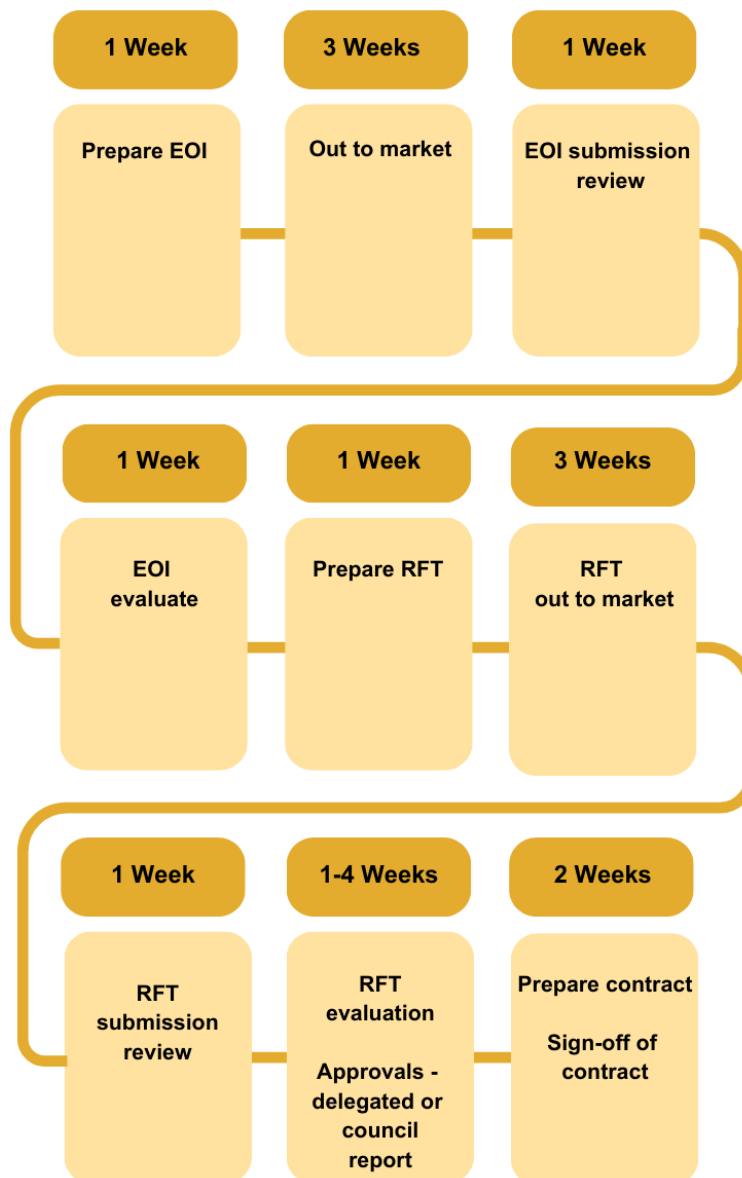 1 Week
3 Weeks
1 Week
Prepare EOI
Out to market
EOI submission
review
1 Week
1 Week
3 Weeks
EOI
evaluate
Prepare RFT
RFT
out to market
1 Week
1-4 Weeks
2 Weeks
RFT
submission
review
RFT
evaluation
Approvals -
delegated or
council
report
Prepare contract
Sign-off of
contract